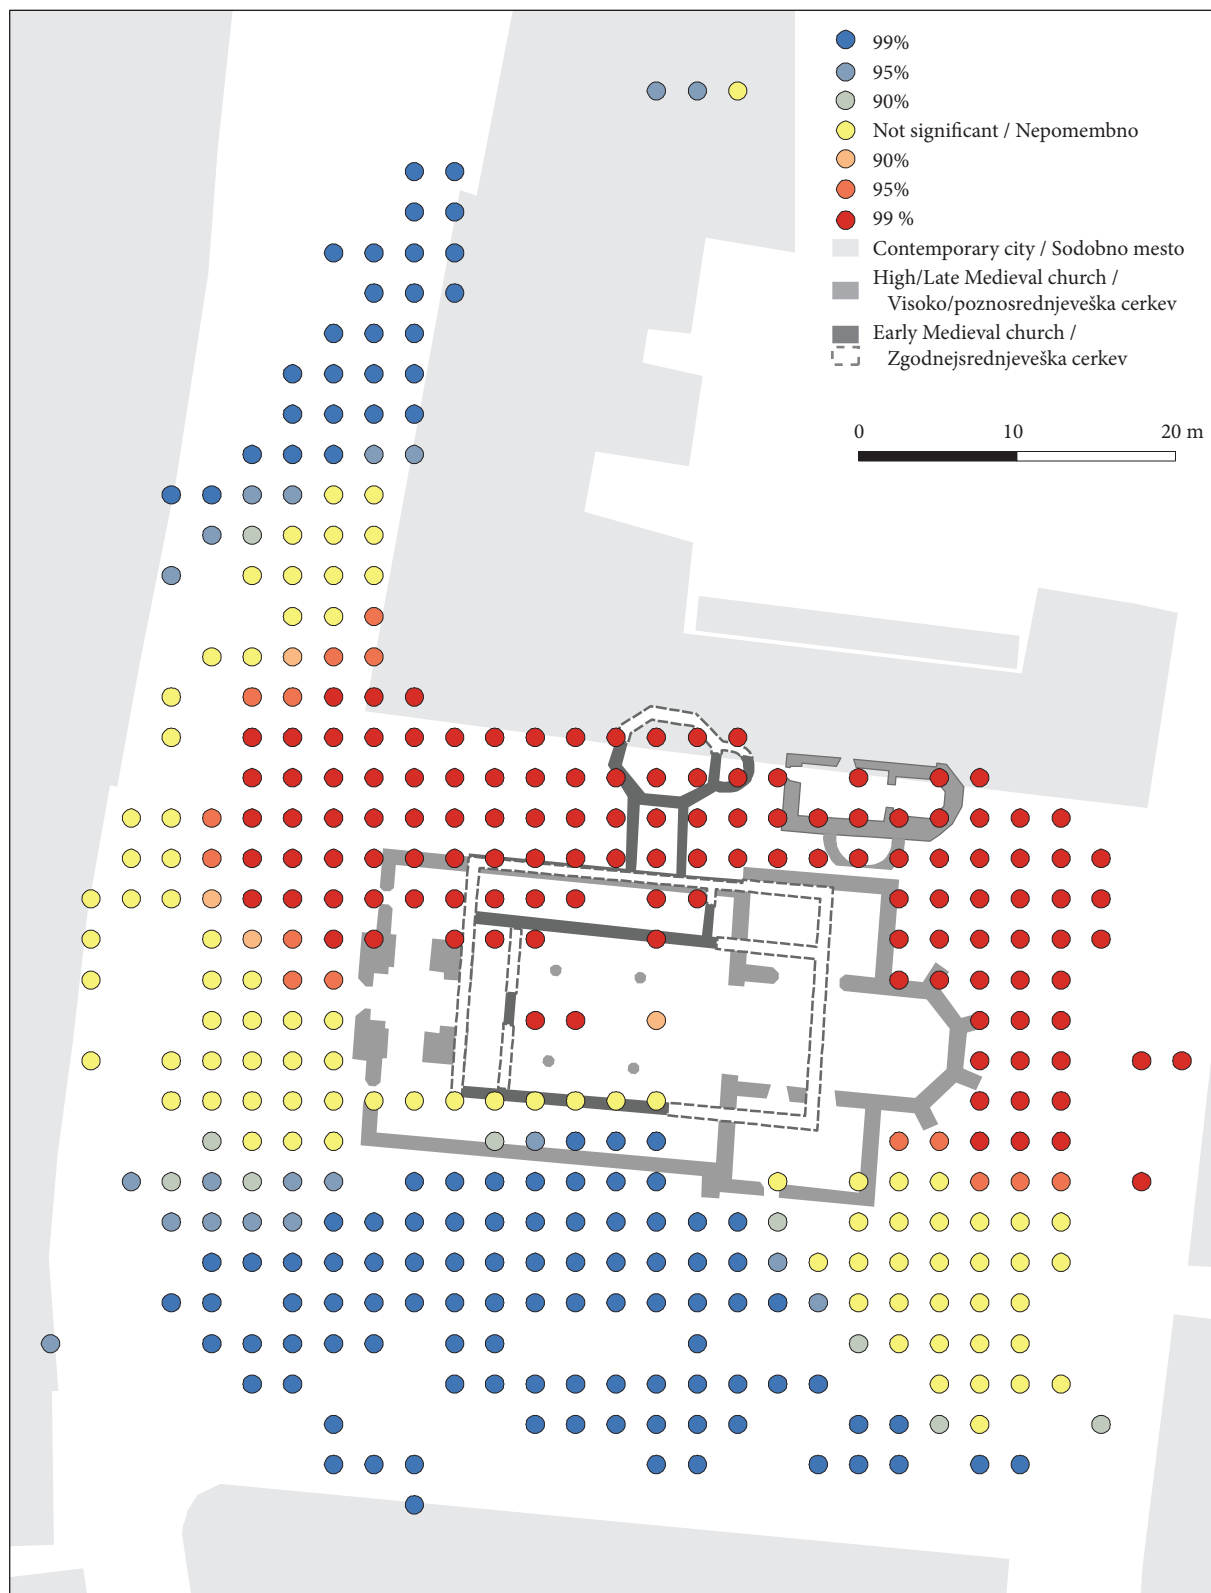 99%
95%
90%
Not significant / Nepomembno
90%
95%
99 %
Contemporary city / Sodobno mesto
High/Late Medieval church /
Visoko/poznosrednjeveška cerkev
Early Medieval church /
Zgodnejsrednjeveška cerkev
0 10 20 m